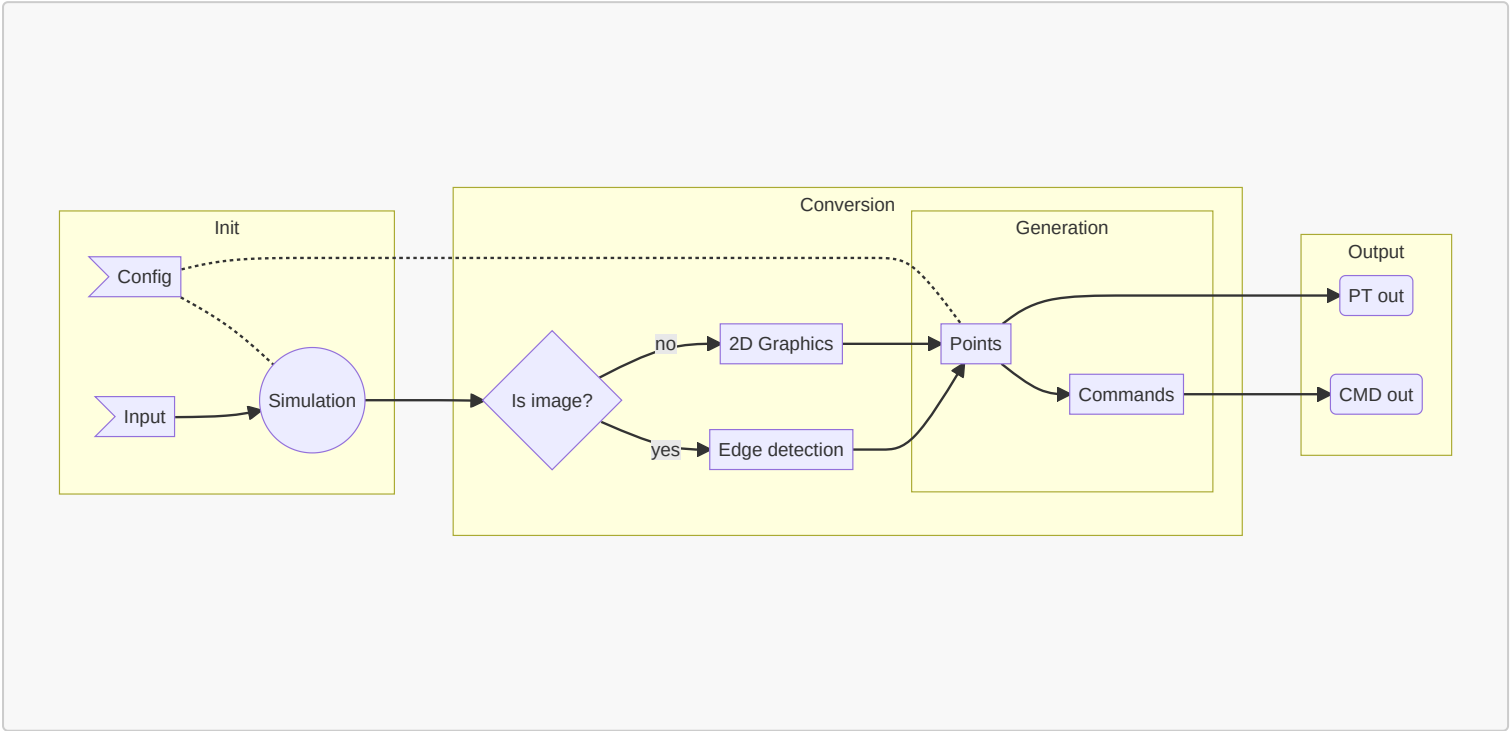 Init
Config
Input
Simulation
Conversion
Is image?
no
yes
2D Graphics
Edge detection
Generation
Points
Commands
Output
PT out
CMD out